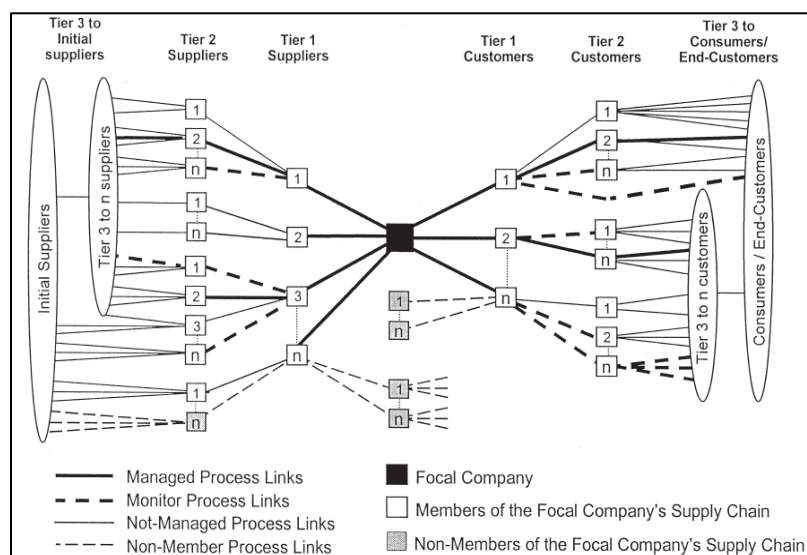 Tier 3 to
Initial
suppliers
Tier 2
Suppliers
Tier 1
Suppliers
Tier 1
Customers
Tier 2
Customers
Tier 3 to
Consumers/
End-Customers
Initial Suppliers
Tier 3 to n suppliers
1
2
n
1
n
1
2
3
n
1
n
1
2
3
n
1
n
1
n
1
2
n
1
2
n
1
n
1
2
n
Tier 3 to n customers
Consumers / End-Customers
Managed Process Links
Monitor Process Links
Not-Managed Process Links
Non-Member Process Links
Focal Company
Members of the Focal Company's Supply Chain
Non-Members of the Focal Company's Supply Chain